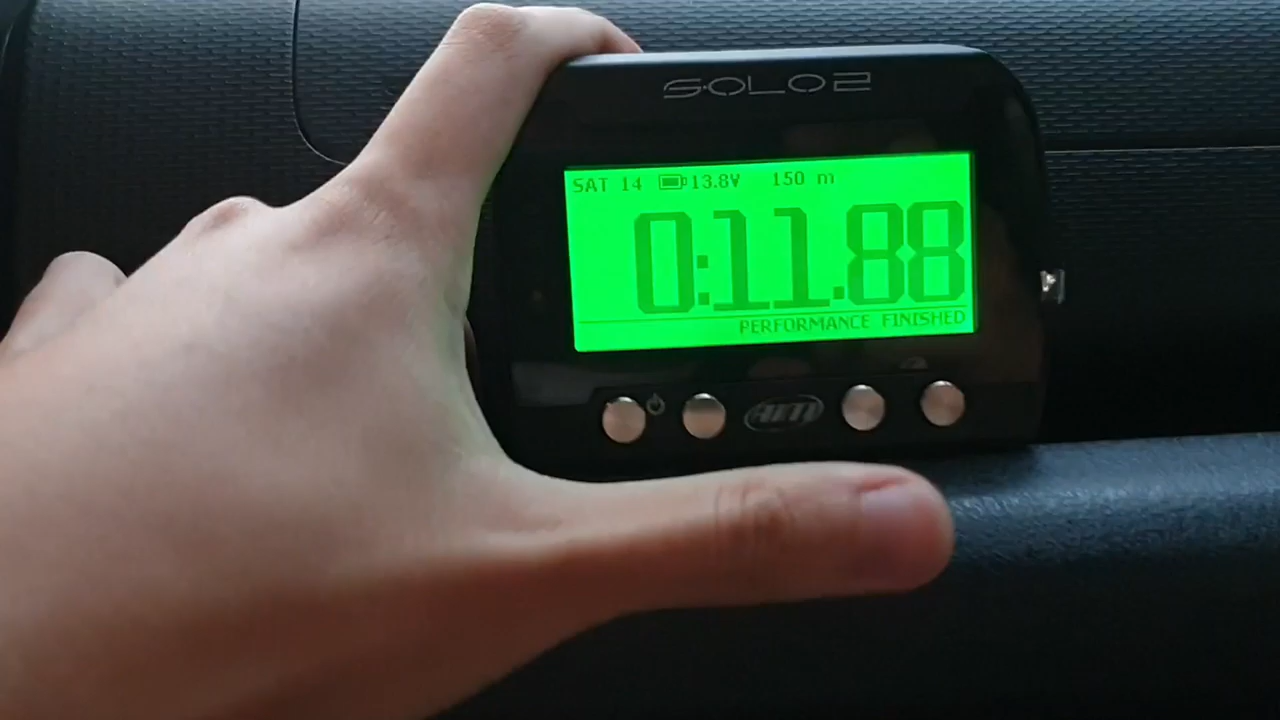 SOLO2
SAT 14 13.8V 150 m
0:11.88
PERFORMANCE FINISHED
AIM